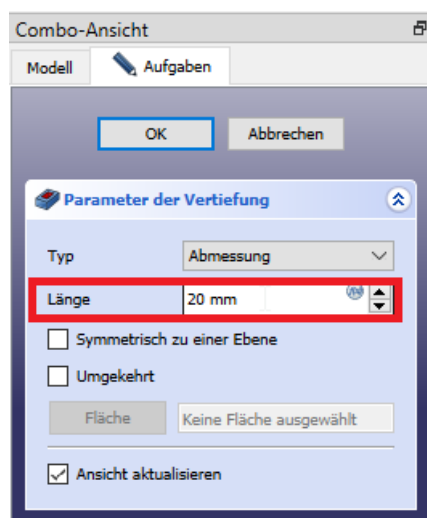 Combo-Ansicht
Modell Aufgaben
OK Abbrechen
Parameter der Vertiefung
Typ Abmessung
Länge 20 mm
Symmetrisch zu einer Ebene
Umgekehrt
Fläche Keine Fläche ausgewählt
Ansicht aktualisieren